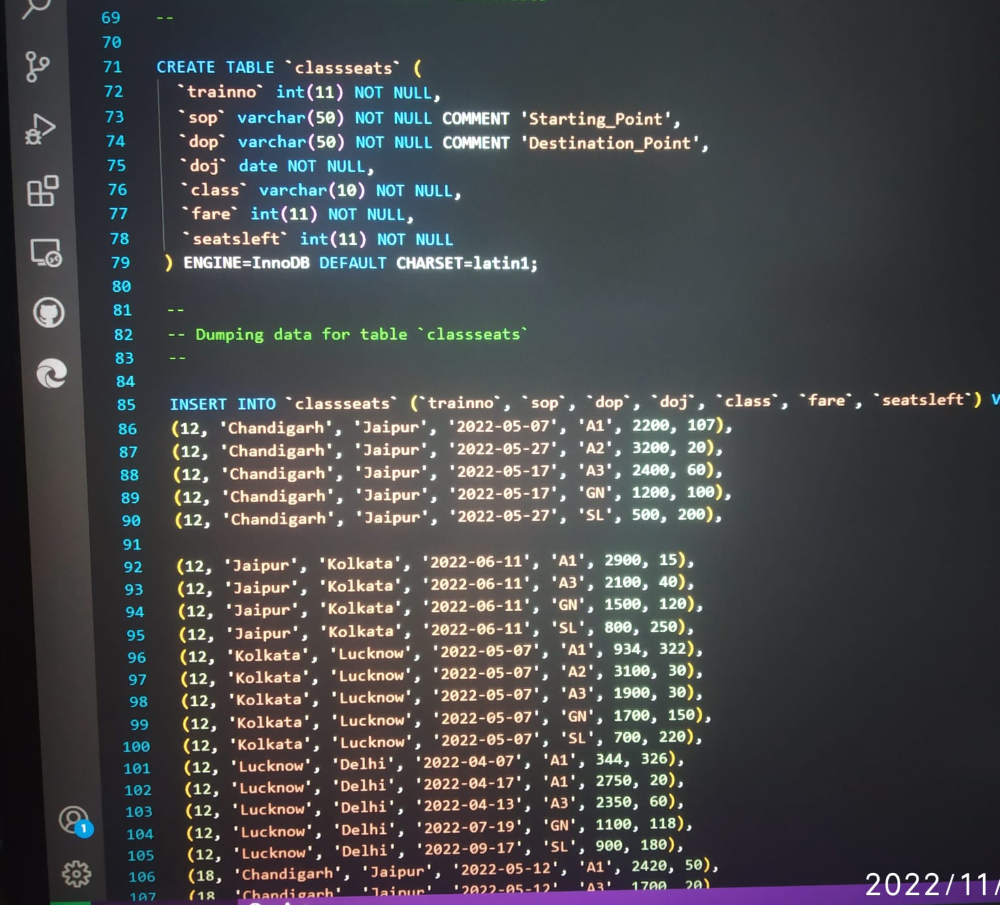 69 --
70
71 CREATE TABLE `classseats` (
72 `trainno` int(11) NOT NULL,
73 `sop` varchar(50) NOT NULL COMMENT 'Starting_Point',
74 `dop` varchar(50) NOT NULL COMMENT 'Destination_Point',
75 `doj` date NOT NULL,
76 `class` varchar(10) NOT NULL,
77 `fare` int(11) NOT NULL,
78 `seatsleft` int(11) NOT NULL
79 ) ENGINE=InnoDB DEFAULT CHARSET=latin1;
80
81 --
82 -- Dumping data for table `classseats`
83 --
84
85 INSERT INTO `classseats` (`trainno`, `sop`, `dop`, `doj`, `class`, `fare`, `seatsleft`) V
86 (12, 'Chandigarh', 'Jaipur', '2022-05-07', 'A1', 2200, 107),
87 (12, 'Chandigarh', 'Jaipur', '2022-05-27', 'A2', 3200, 20),
88 (12, 'Chandigarh', 'Jaipur', '2022-05-17', 'A3', 2400, 60),
89 (12, 'Chandigarh', 'Jaipur', '2022-05-17', 'GN', 1200, 100),
90 (12, 'Chandigarh', 'Jaipur', '2022-05-27', 'SL', 500, 200),
91
92 (12, 'Jaipur', 'Kolkata', '2022-06-11', 'A1', 2900, 15),
93 (12, 'Jaipur', 'Kolkata', '2022-06-11', 'A3', 2100, 40),
94 (12, 'Jaipur', 'Kolkata', '2022-06-11', 'GN', 1500, 120),
95 (12, 'Jaipur', 'Kolkata', '2022-06-11', 'SL', 800, 250),
96 (12, 'Kolkata', 'Lucknow', '2022-05-07', 'A1', 934, 322),
97 (12, 'Kolkata', 'Lucknow', '2022-05-07', 'A2', 3100, 30),
98 (12, 'Kolkata', 'Lucknow', '2022-05-07', 'A3', 1900, 30),
99 (12, 'Kolkata', 'Lucknow', '2022-05-07', 'GN', 1700, 150),
100 (12, 'Kolkata', 'Lucknow', '2022-05-07', 'SL', 700, 220),
101 (12, 'Lucknow', 'Delhi', '2022-04-07', 'A1', 344, 326),
102 (12, 'Lucknow', 'Delhi', '2022-04-17', 'A1', 2750, 20),
103 (12, 'Lucknow', 'Delhi', '2022-04-13', 'A3', 2350, 60),
104 (12, 'Lucknow', 'Delhi', '2022-07-19', 'GN', 1100, 118),
105 (12, 'Lucknow', 'Delhi', '2022-09-17', 'SL', 900, 180),
106 (18, 'Chandigarh', 'Jaipur', '2022-05-12', 'A1', 2420, 50),
107 (18 'Chandigarh' 'Jaipur' '2022-05-12' 'A3' 1700 20)
1
2022/11/